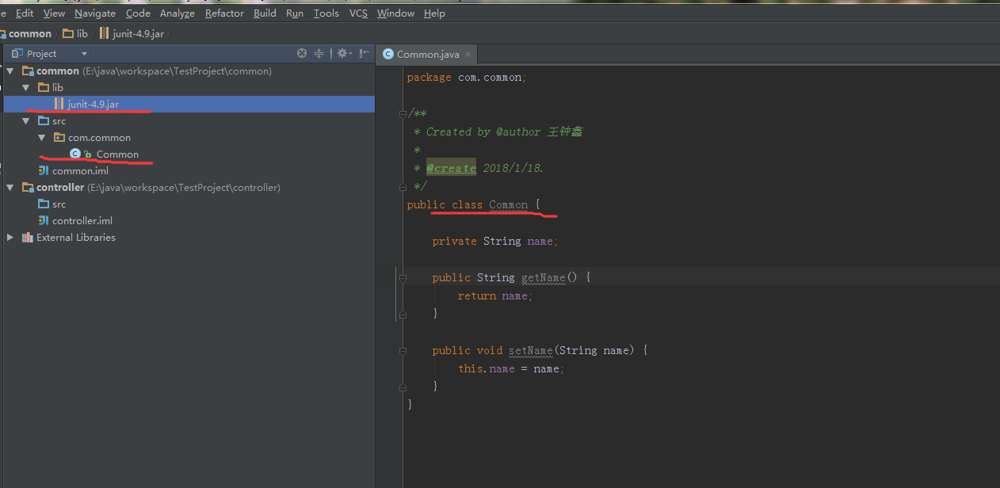 Edit View Navigate Code Analyze Refactor Build Run Tools VCS Window Help
common lib junit-4.9.jar
Project
Common.java
common (E:\java\workspace\TestProject\common)
lib
junit-4.9.jar
src
com.common
Common
common.iml
controller (E:\java\workspace\TestProject\controller)
src
controller.iml
External Libraries
package com.common;
/**
* Created by @author 王钟鑫
*
* @create 2018/1/18.
*/
public class Common {
private String name;
public String getName() {
return name;
}
public void setName(String name) {
this.name = name;
}
}